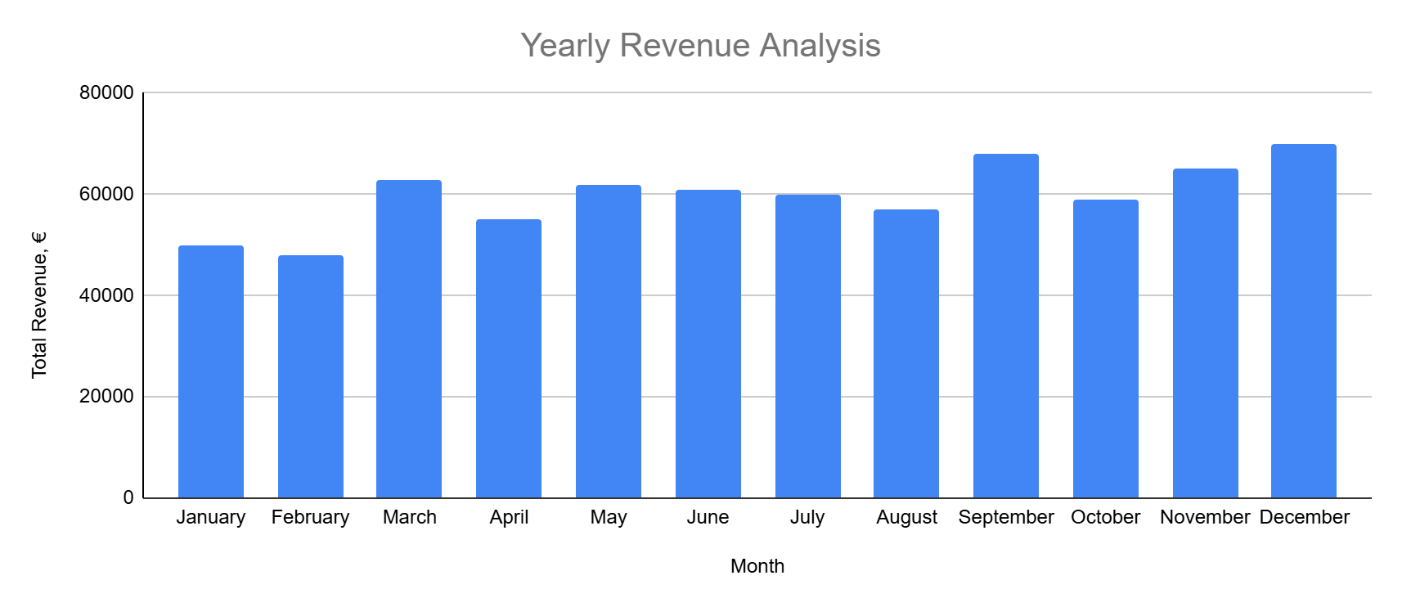 Yearly Revenue Analysis
80000
60000
40000
20000
0
Total Revenue, €
January February March April May June July August September October November December
Month